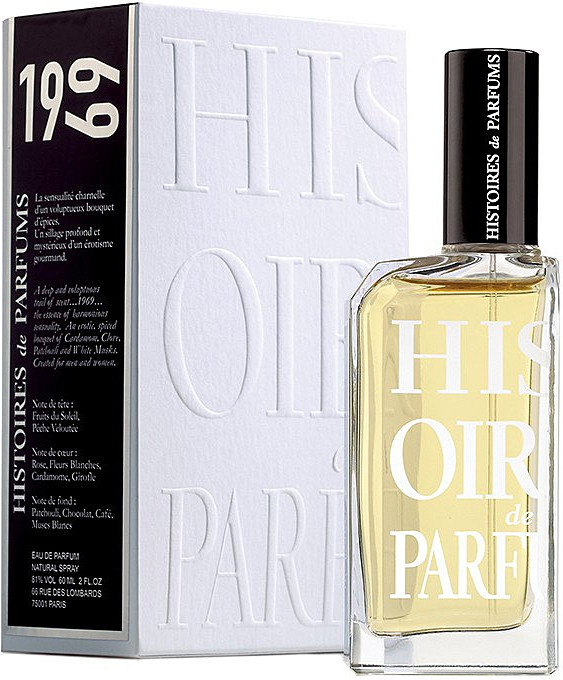 1969
HISTOIRES de PARFUMS
La sensualité charnelle
d'un voluptueux bouquet
d'épices.
Un sillage profond et
mystérieux d'un érotisme
gourmand.
A deep and voluptuous
trail of scent...1969...
the essence of harmonious
sensuality. An erotic, spiced
bouquet of Cardamom, Clove,
Patchouli and White Musks.
Created for men and women.
Note de tête :
Fruits du Soleil,
Pêche Veloutée
Note de cœur :
Rose, Fleurs Blanches,
Cardamome, Girofle
Note de fond :
Patchouli, Chocolat, Café,
Muscs Blancs
EAU DE PARFUM
NATURAL SPRAY
81% VOL 60 ML 2 FL OZ
66 RUE DES LOMBARDS
75001 PARIS
HIS
OIR
PARF
HISTOIRES de PARFUMS
HIS
OIR
de
PARFU